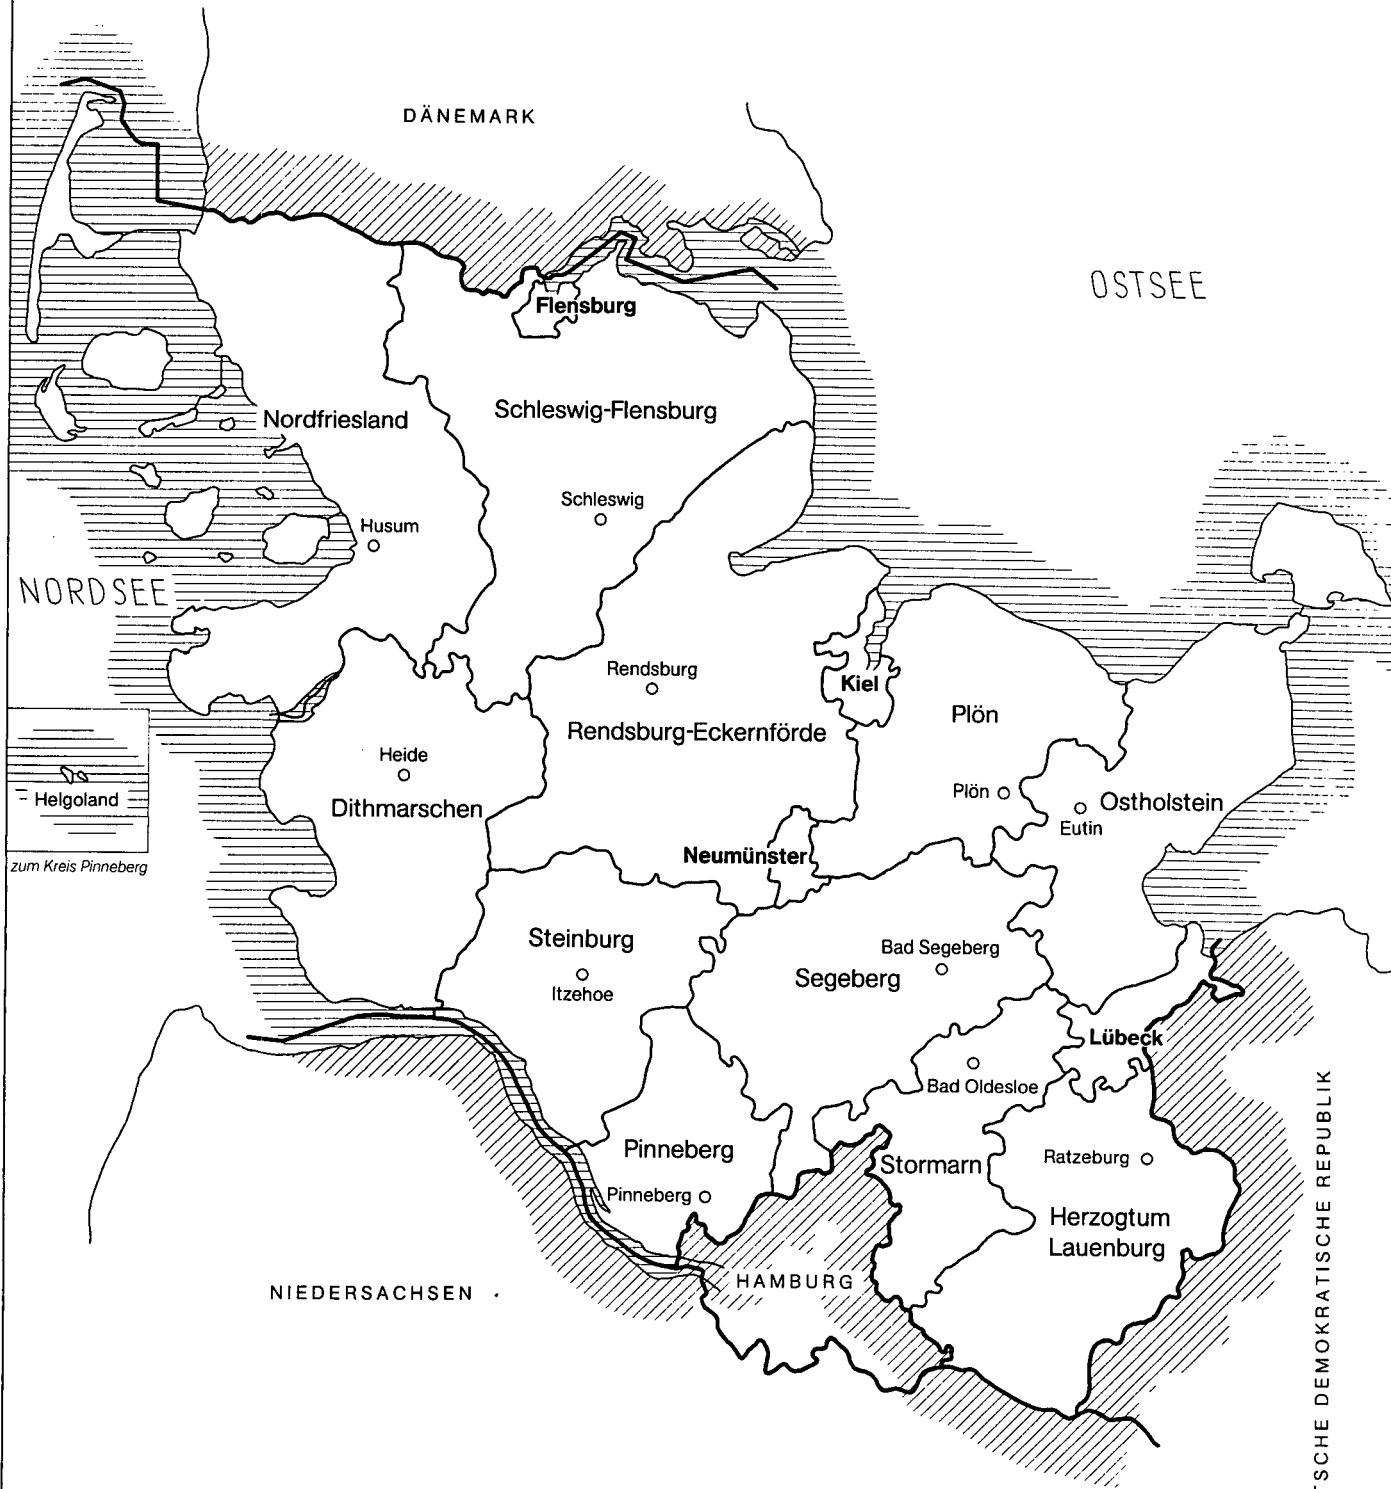 DÄNEMARK
OSTSEE
Flensburg
Nordfriesland
Schleswig-Flensburg
Schleswig
Husum
NORDSEE
Rendsburg
Kiel
Rendsburg-Eckernförde
Plön
Heide
Dithmarschen
Helgoland
zum Kreis Pinneberg
Plön
Ostholstein
Eutin
Neumünster
Steinburg
Itzehoe
Bad Segeberg
Segeberg
Lübeck
Bad Oldesloe
Pinneberg
Pinneberg
Stormarn
Ratzeburg
Herzogtum
Lauenburg
NIEDERSACHSEN
HAMBURG
TSCHE DEMOKRATISCHE REPUBLIK